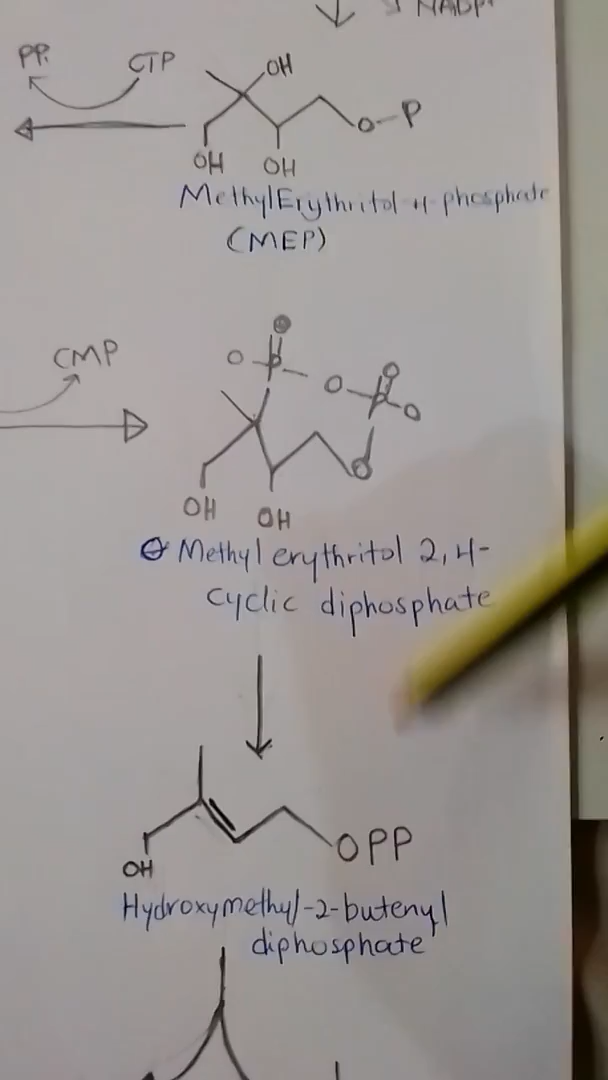 NADP+
PPi CTP
OH
O-P
OH OH
MethylErythritol-4-phosphate
(MEP)
CMP
O
O P O P O
O
OH OH
Methyl erythritol 2,4-
cyclic diphosphate
OH OPP
Hydroxymethyl-2-butenyl
diphosphate